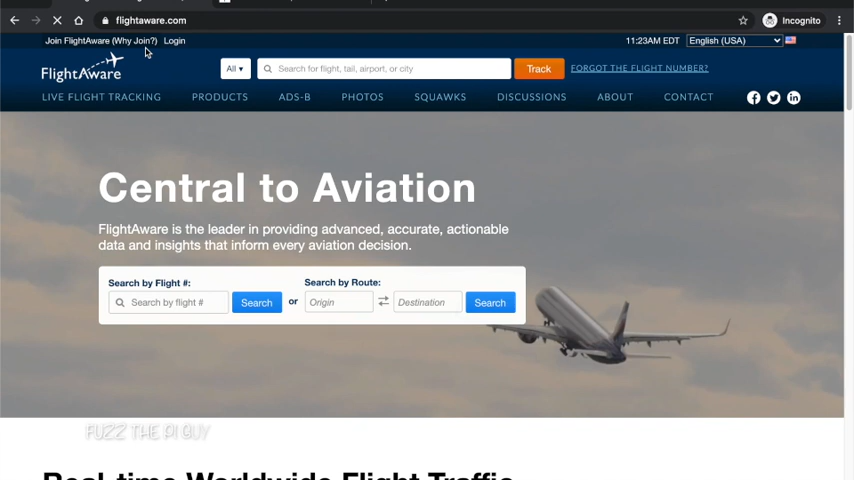 flightaware.com
Incognito
Join FlightAware (Why Join?) Login
11:23AM EDT
English (USA)
FlightAware
All ▾
Search for flight, tail, airport, or city
Track
FORGOT THE FLIGHT NUMBER?
LIVE FLIGHT TRACKING PRODUCTS ADS-B PHOTOS SQUAWKS DISCUSSIONS ABOUT CONTACT
Central to Aviation
FlightAware is the leader in providing advanced, accurate, actionable
data and insights that inform every aviation decision.
Search by Flight #: Search by Route:
Search by flight # Search or Origin Destination Search
FUZZ THE PI GUY
Real-time Worldwide Flight Traffic